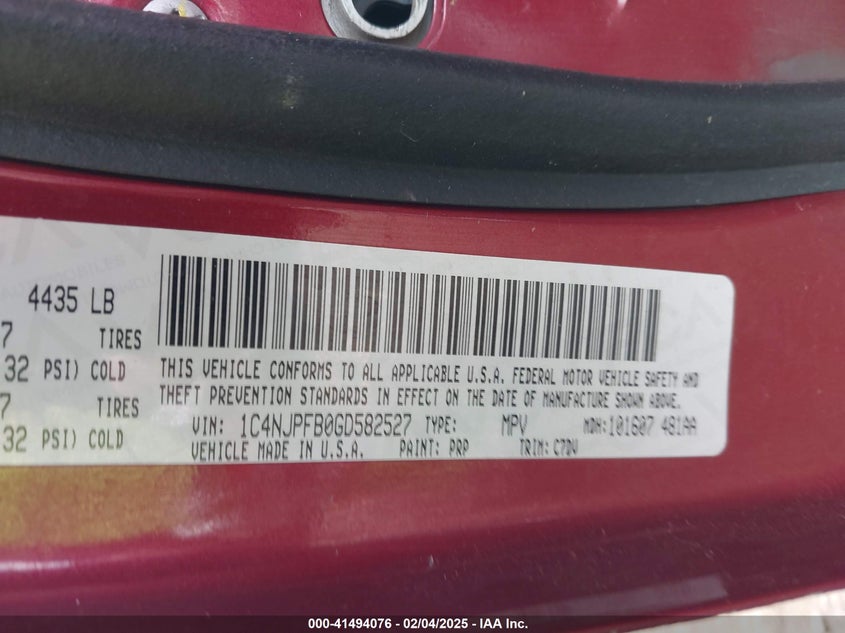 4435 LB
7 TIRES
32 PSI) COLD
7 TIRES
32 PSI) COLD
THIS VEHICLE CONFORMS TO ALL APPLICABLE U.S.A. FEDERAL MOTOR VEHICLE SAFETY AND
THEFT PREVENTION STANDARDS IN EFFECT ON THE DATE OF MANUFACTURE SHOWN ABOVE.
VIN: 1C4NJPFB0GD582527 TYPE: MPV MDH:101607 481AA
VEHICLE MADE IN U.S.A. PAINT: PRP TRIM: C7DV
000-41494076 - 02/04/2025 - IAA Inc.